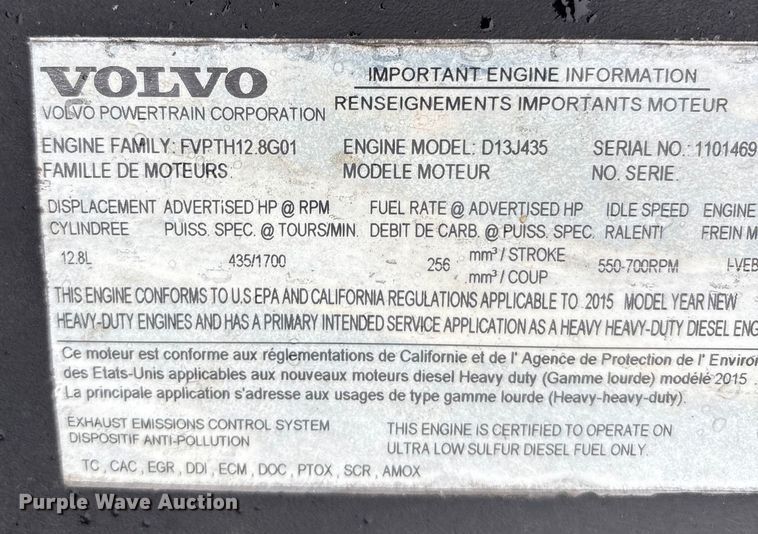 VOLVO
VOLVO POWERTRAIN CORPORATION
IMPORTANT ENGINE INFORMATION
RENSEIGNEMENTS IMPORTANTS MOTEUR
ENGINE FAMILY: FVPTH12.8G01 ENGINE MODEL: D13J435 SERIAL NO.: 1101469
FAMILLE DE MOTEURS. MODELE MOTEUR NO. SERIE.
DISPLACEMENT ADVERTISED HP @ RPM FUEL RATE @ ADVERTISED HP IDLE SPEED ENGINE
CYLINDREE PUISS. SPEC. @ TOURS/MIN. DEBIT DE CARB. @ PUISS. SPEC. RALENTI FREIN M
12.8L 435/1700 256 mm³ / STROKE 550-700RPM I-VEB
mm³ / COUP
THIS ENGINE CONFORMS TO U.S EPA AND CALIFORNIA REGULATIONS APPLICABLE TO 2015 MODEL YEAR NEW
HEAVY-DUTY ENGINES AND HAS A PRIMARY INTENDED SERVICE APPLICATION AS A HEAVY HEAVY-DUTY DIESEL ENG
Ce moteur est conforme aux réglementations de Californie et de l' Agence de Protection de l' Environ
des Etats-Unis applicables aux nouveaux moteurs diesel Heavy duty (Gamme lourde) modéle 2015
La principale application s'adresse aux usages de type gamme lourde (Heavy-heavy-duty).
EXHAUST EMISSIONS CONTROL SYSTEM
DISPOSITIF ANTI-POLLUTION
THIS ENGINE IS CERTIFIED TO OPERATE ON
ULTRA LOW SULFUR DIESEL FUEL ONLY.
TC , CAC , EGR , DDI , ECM , DOC , PTOX , SCR , AMOX
Purple Wave Auction